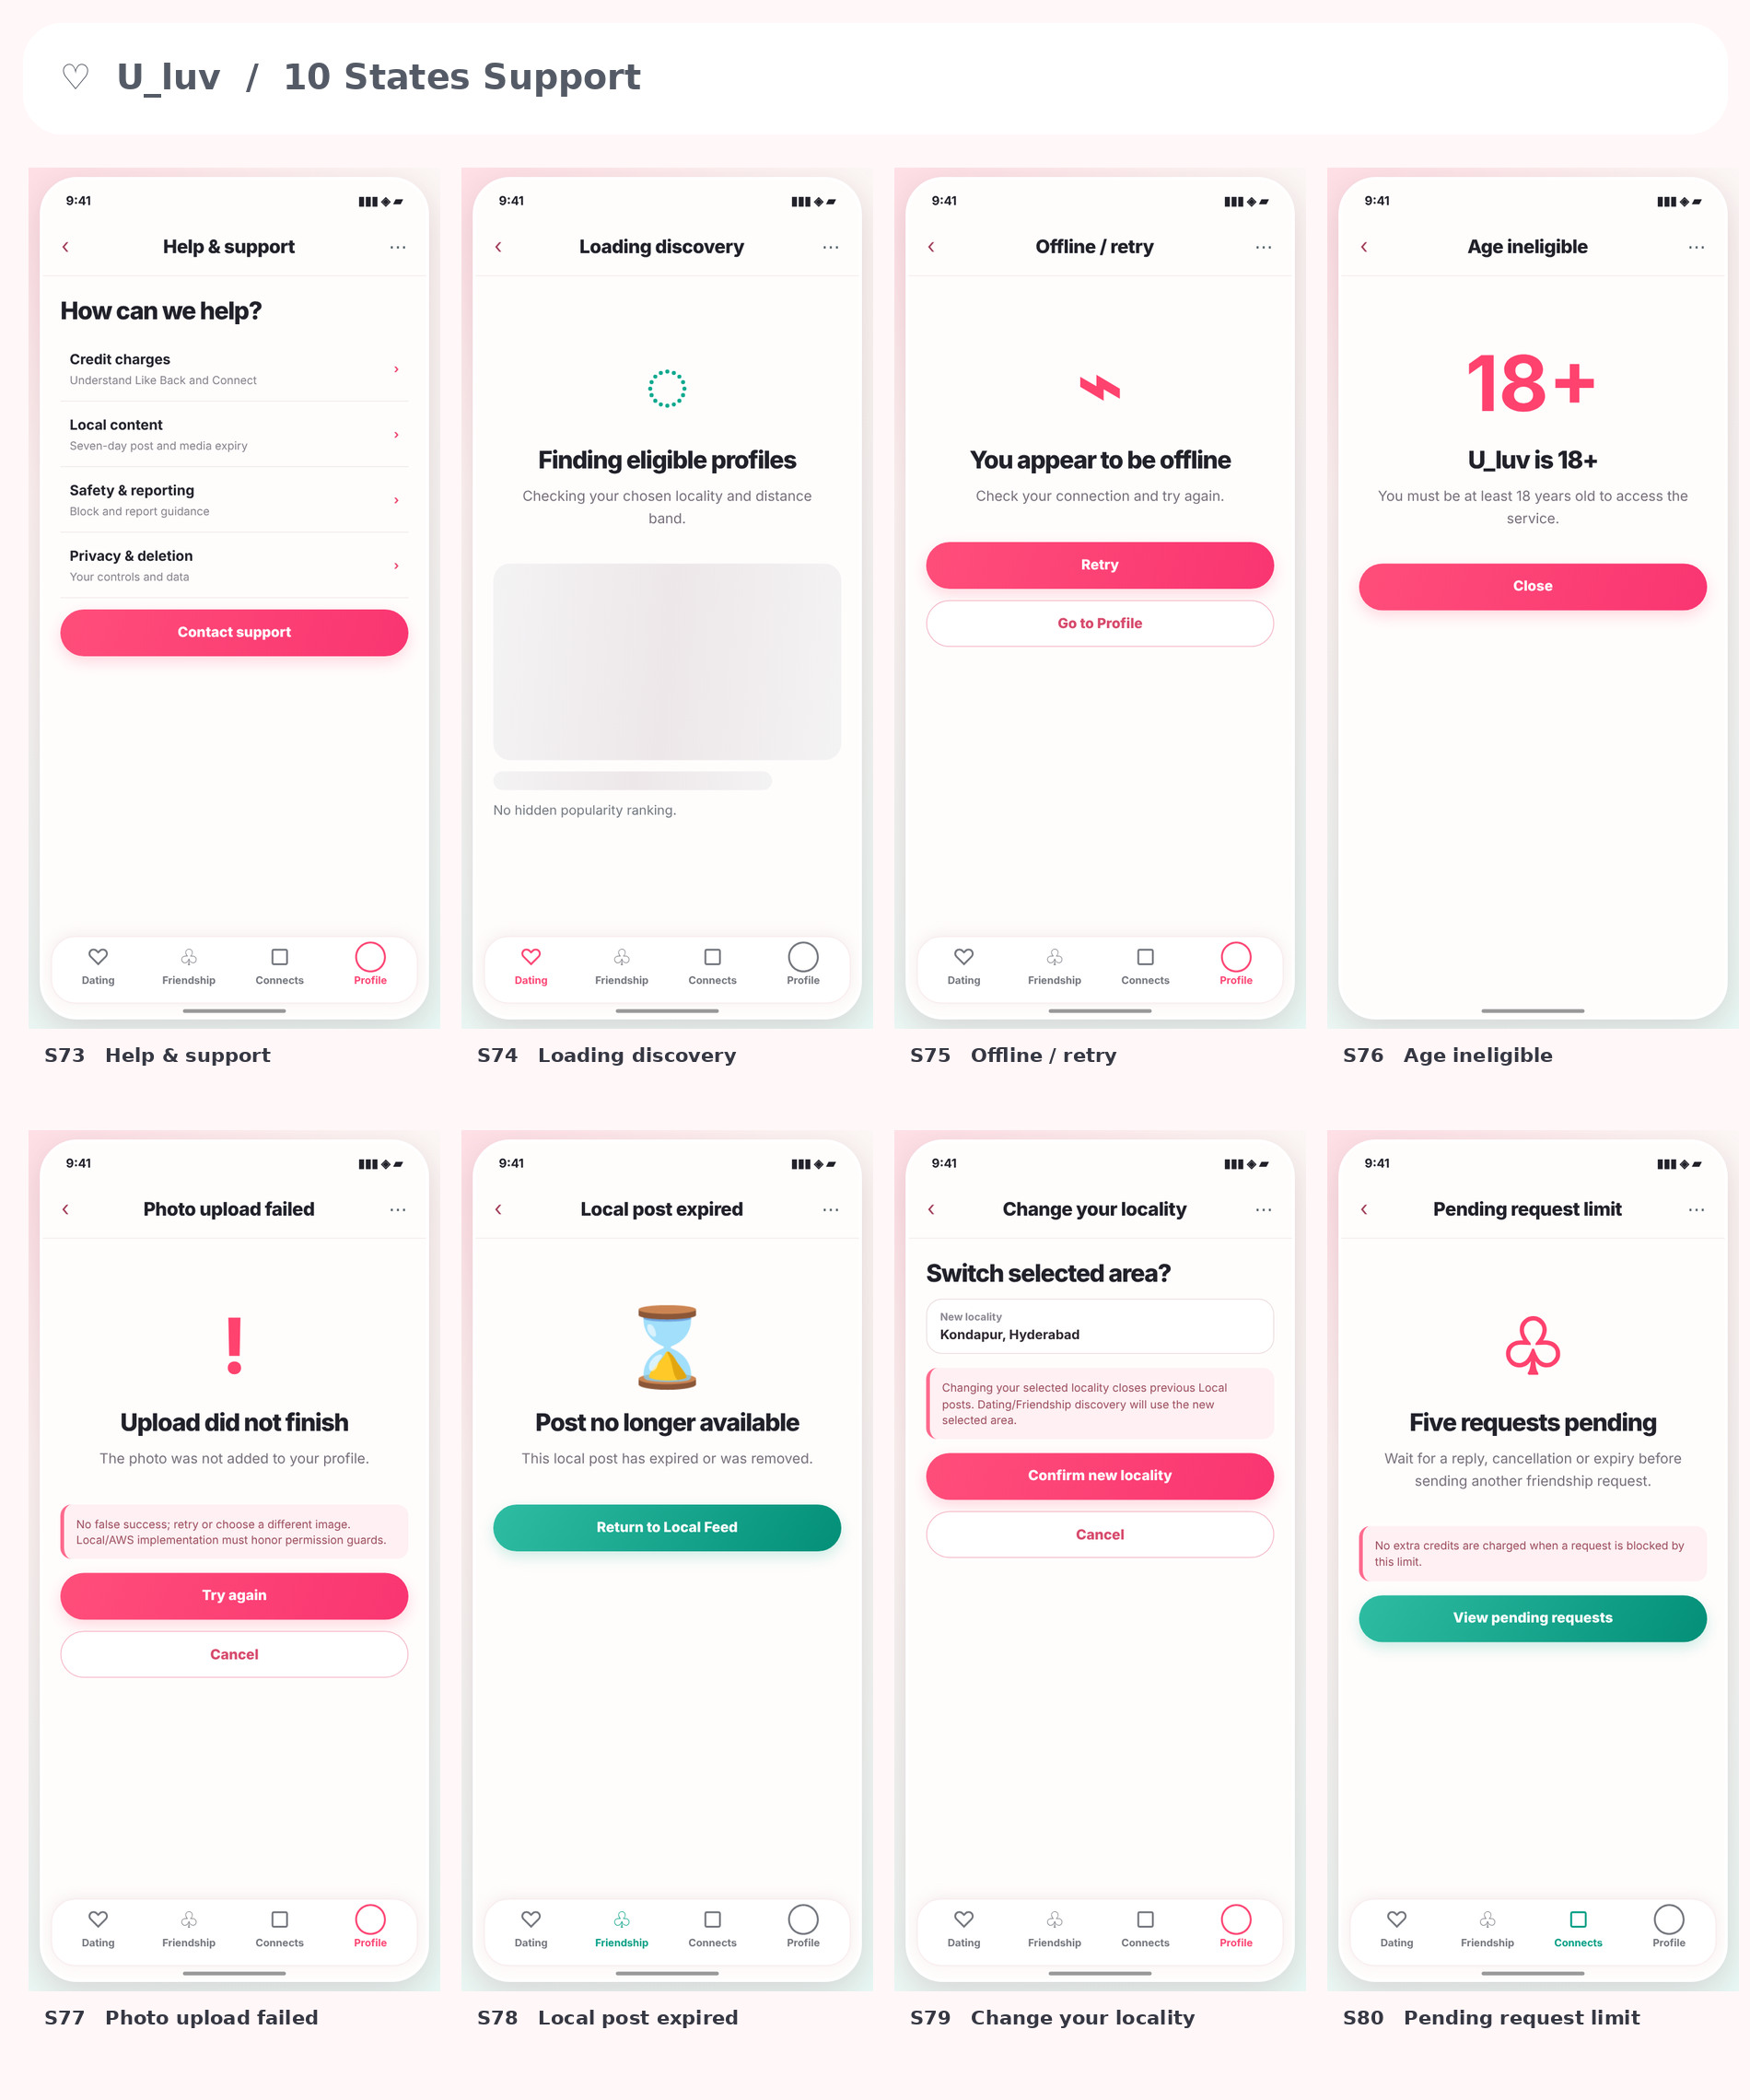 ♡ U_luv / 10 States Support
9:41
Help & support
How can we help?
Credit charges
Understand Like Back and Connect
Local content
Seven-day post and media expiry
Safety & reporting
Block and report guidance
Privacy & deletion
Your controls and data
Contact support
Dating Friendship Connects Profile
S73 Help & support
9:41
Loading discovery
Finding eligible profiles
Checking your chosen locality and distance
band.
No hidden popularity ranking.
Dating Friendship Connects Profile
S74 Loading discovery
9:41
Offline / retry
You appear to be offline
Check your connection and try again.
Retry
Go to Profile
Dating Friendship Connects Profile
S75 Offline / retry
9:41
Age ineligible
18+
U_luv is 18+
You must be at least 18 years old to access the
service.
Close
S76 Age ineligible
9:41
Photo upload failed
!
Upload did not finish
The photo was not added to your profile.
No false success; retry or choose a different image.
Local/AWS implementation must honor permission guards.
Try again
Cancel
Dating Friendship Connects Profile
S77 Photo upload failed
9:41
Local post expired
Post no longer available
This local post has expired or was removed.
Return to Local Feed
Dating Friendship Connects Profile
S78 Local post expired
9:41
Change your locality
Switch selected area?
New locality
Kondapur, Hyderabad
Changing your selected locality closes previous Local
posts. Dating/Friendship discovery will use the new
selected area.
Confirm new locality
Cancel
Dating Friendship Connects Profile
S79 Change your locality
9:41
Pending request limit
Five requests pending
Wait for a reply, cancellation or expiry before
sending another friendship request.
No extra credits are charged when a request is blocked by
this limit.
View pending requests
Dating Friendship Connects Profile
S80 Pending request limit